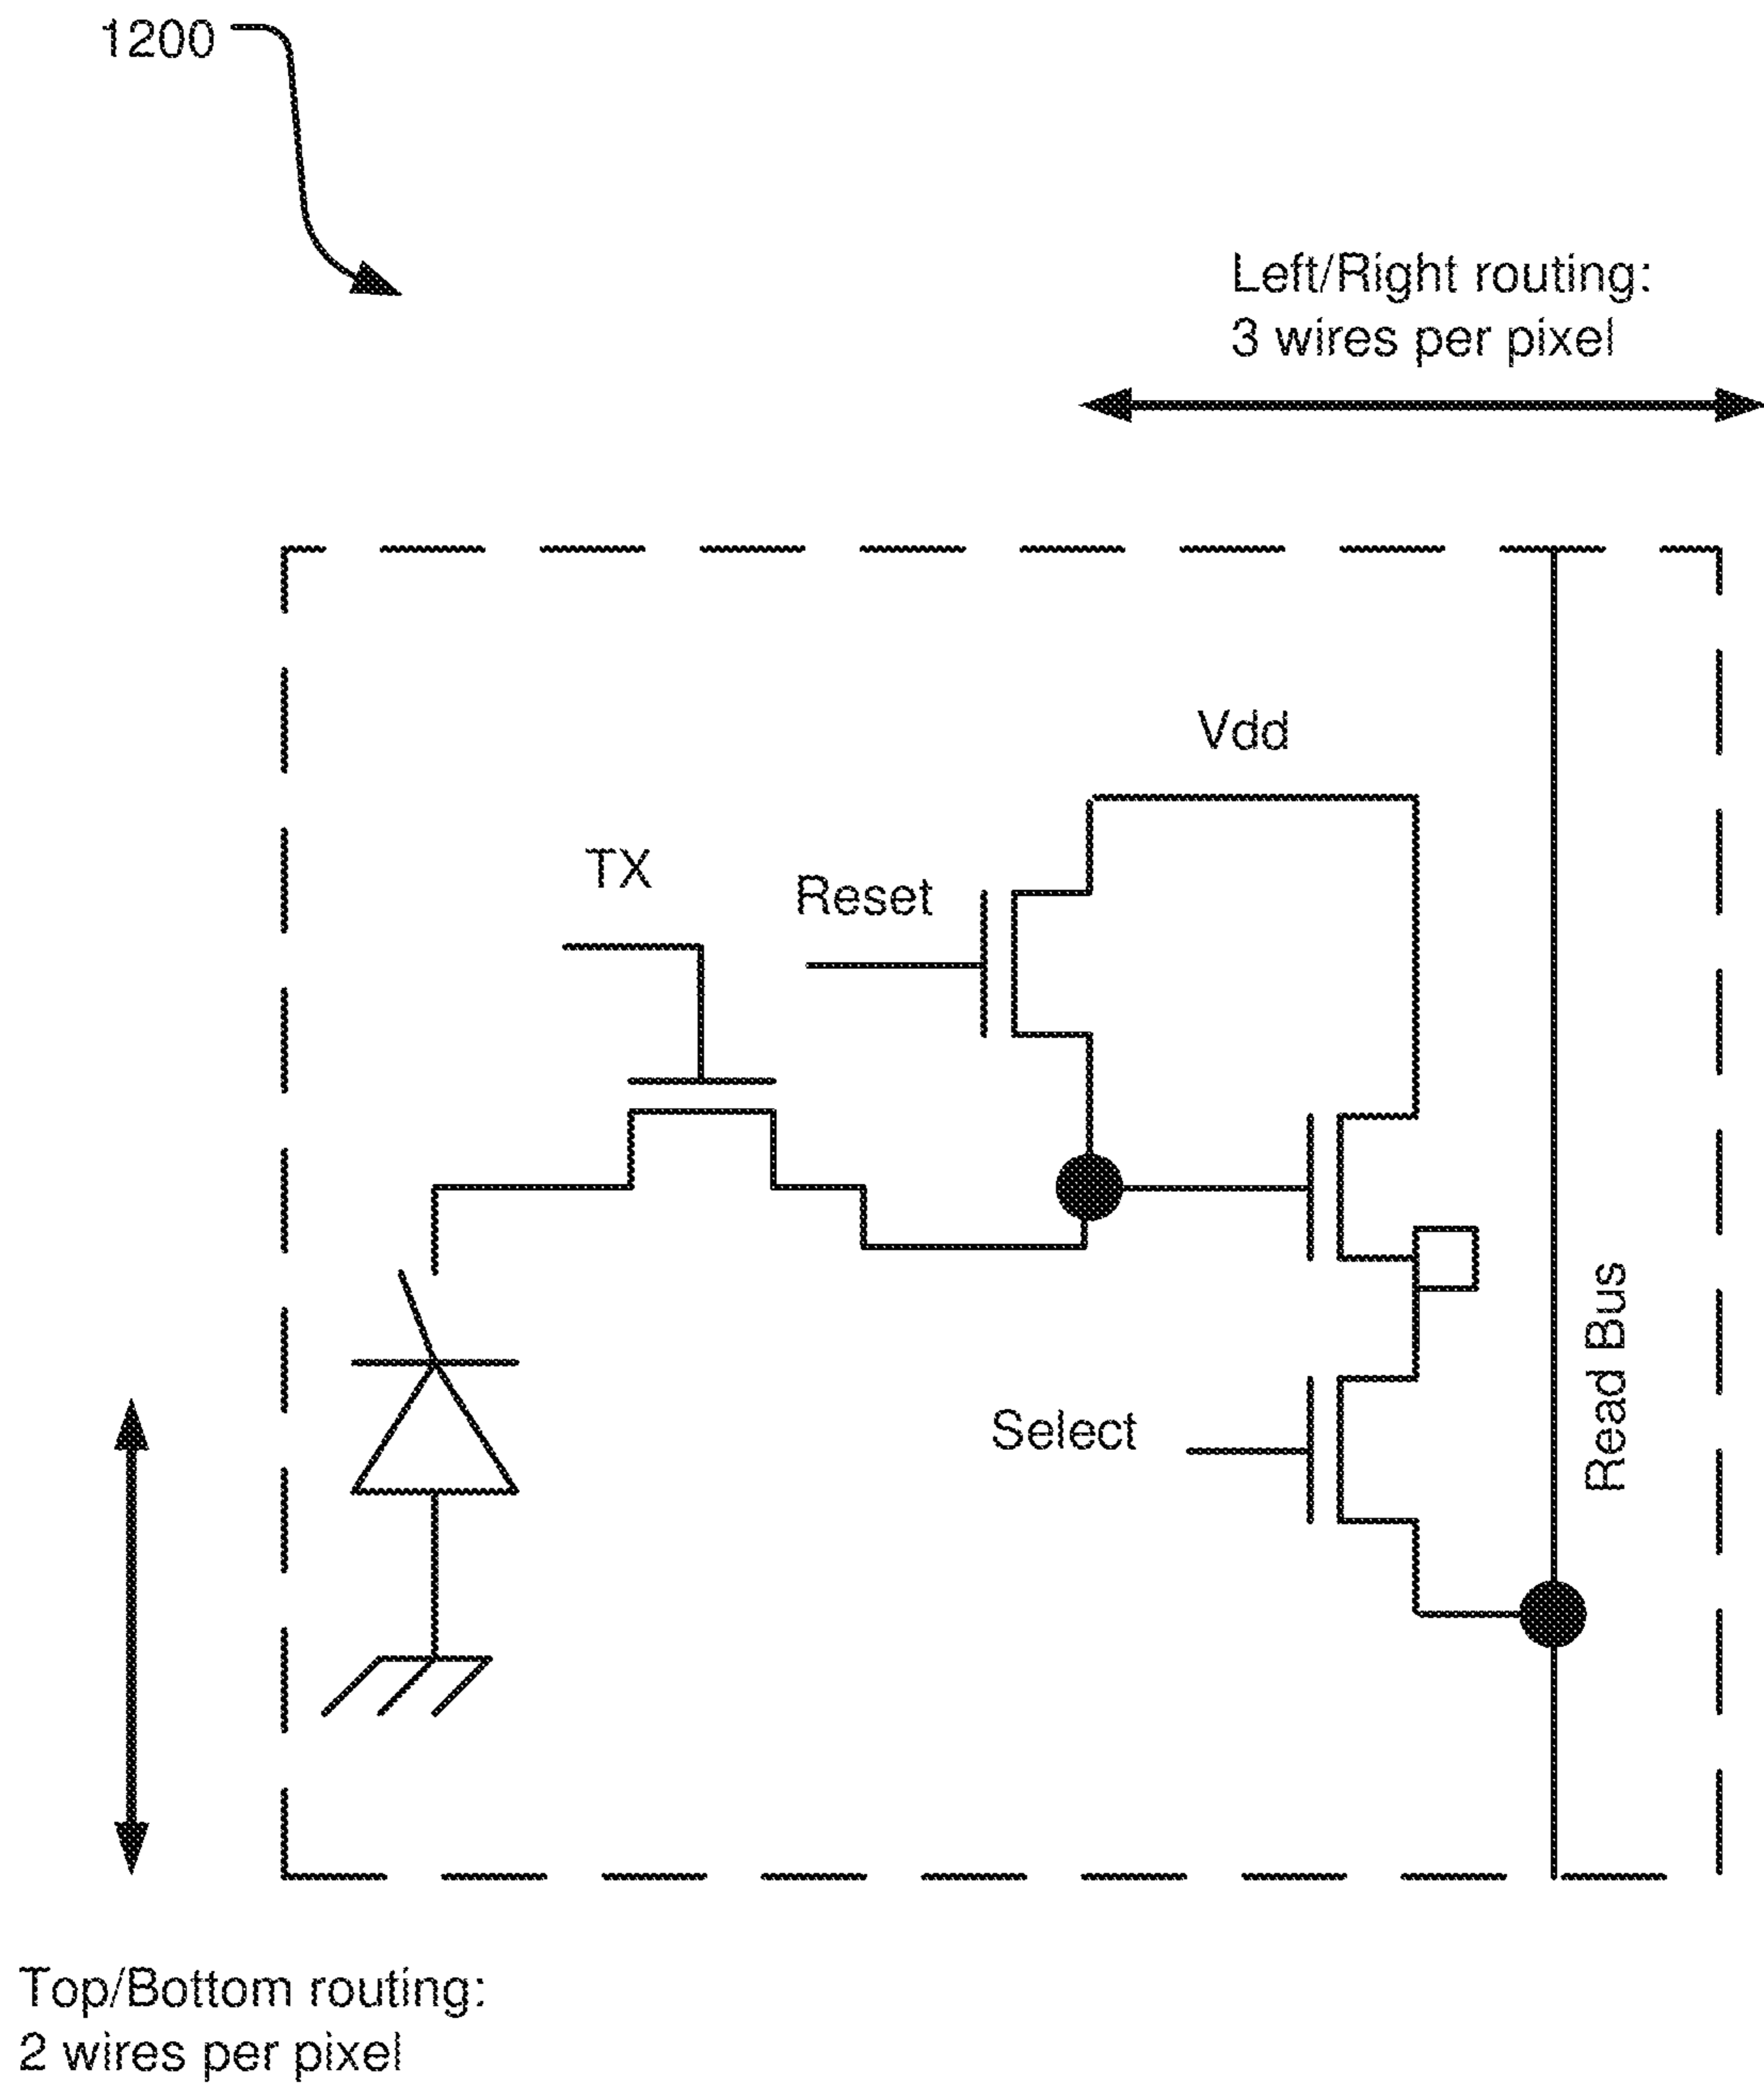 1200
Left/Right routing:
3 wires per pixel
Vdd
TX
Reset
Read Bus
Select
Top/Bottom routing:
2 wires per pixel